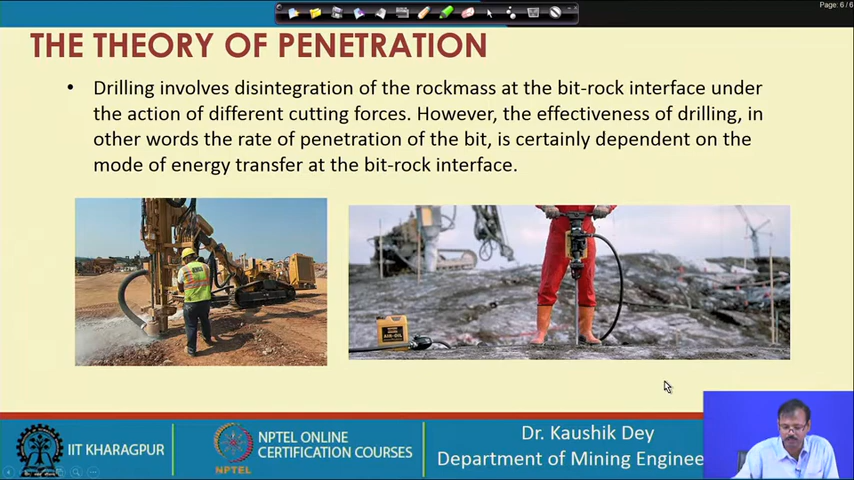 Page: 6 / 6
THE THEORY OF PENETRATION
• Drilling involves disintegration of the rockmass at the bit-rock interface under
the action of different cutting forces. However, the effectiveness of drilling, in
other words the rate of penetration of the bit, is certainly dependent on the
mode of energy transfer at the bit-rock interface.
AIR-OIL
IIT KHARAGPUR
NPTEL
NPTEL ONLINE
CERTIFICATION COURSES
Dr. Kaushik Dey
Department of Mining Enginee